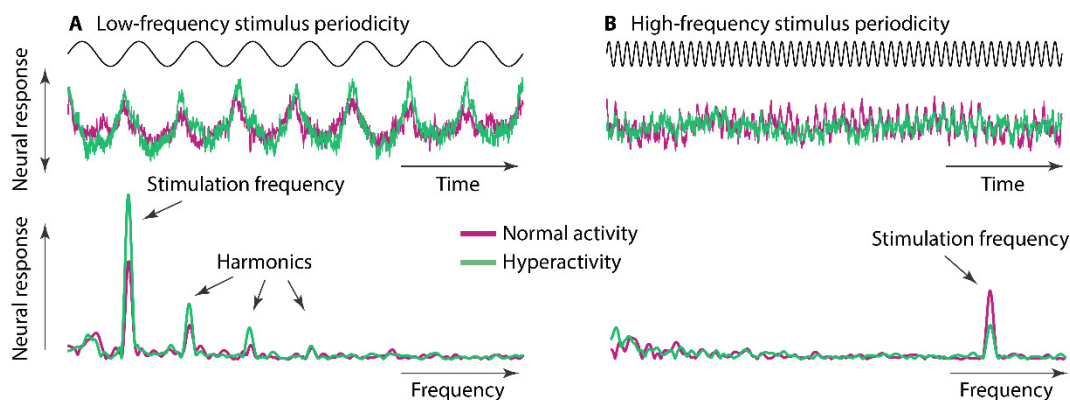 A Low-frequency stimulus periodicity
B High-frequency stimulus periodicity
Neural response
Time
Time
Stimulation frequency
Neural response
Harmonics
Normal activity
Hyperactivity
Stimulation frequency
Frequency
Frequency